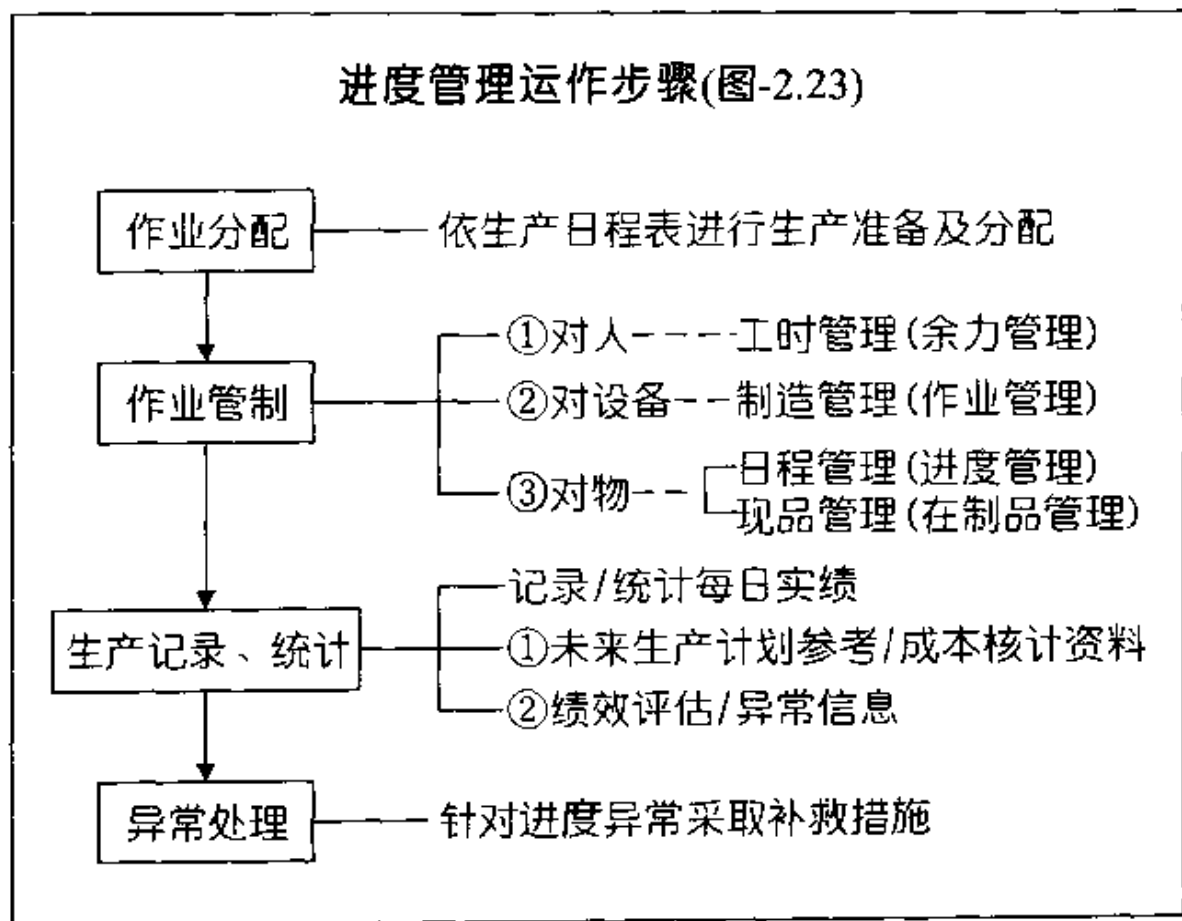 进度管理运作步骤(图-2.23)
作业分配
依生产日程表进行生产准备及分配
作业管制
①对人----工时管理(余力管理)
②对设备--制造管理(作业管理)
③对物--
日程管理(进度管理)
现品管理(在制品管理)
生产记录、统计
记录/统计每日实绩
①未来生产计划参考/成本核计资料
②绩效评估/异常信息
异常处理
针对进度异常采取补救措施